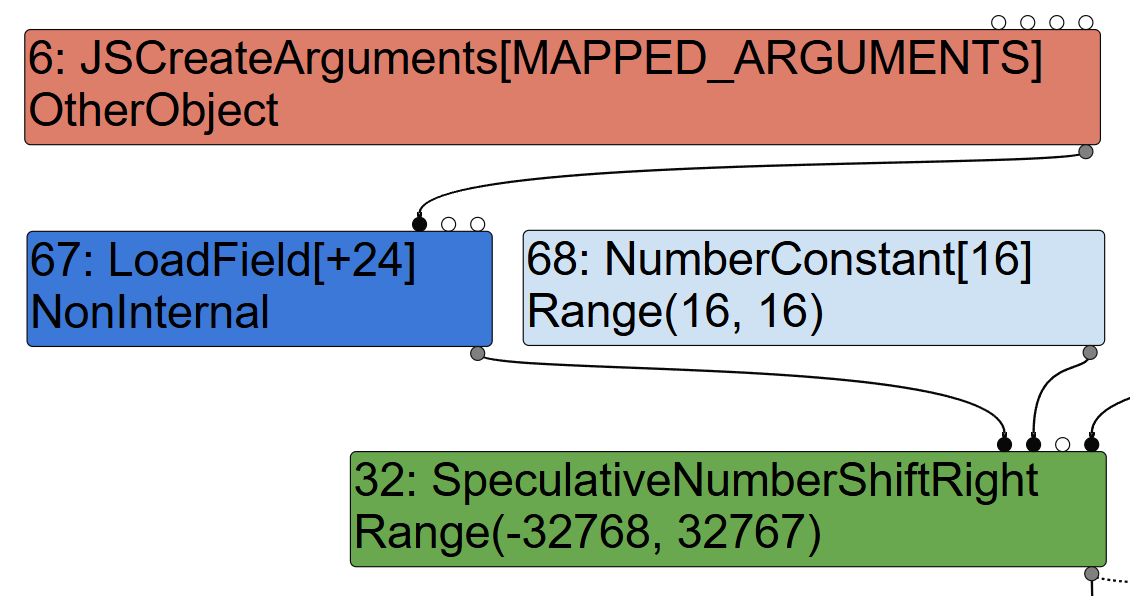 6: JSCreateArguments[MAPPED_ARGUMENTS]
OtherObject
67: LoadField[+24]
NonInternal
68: NumberConstant[16]
Range(16, 16)
32: SpeculativeNumberShiftRight
Range(-32768, 32767)